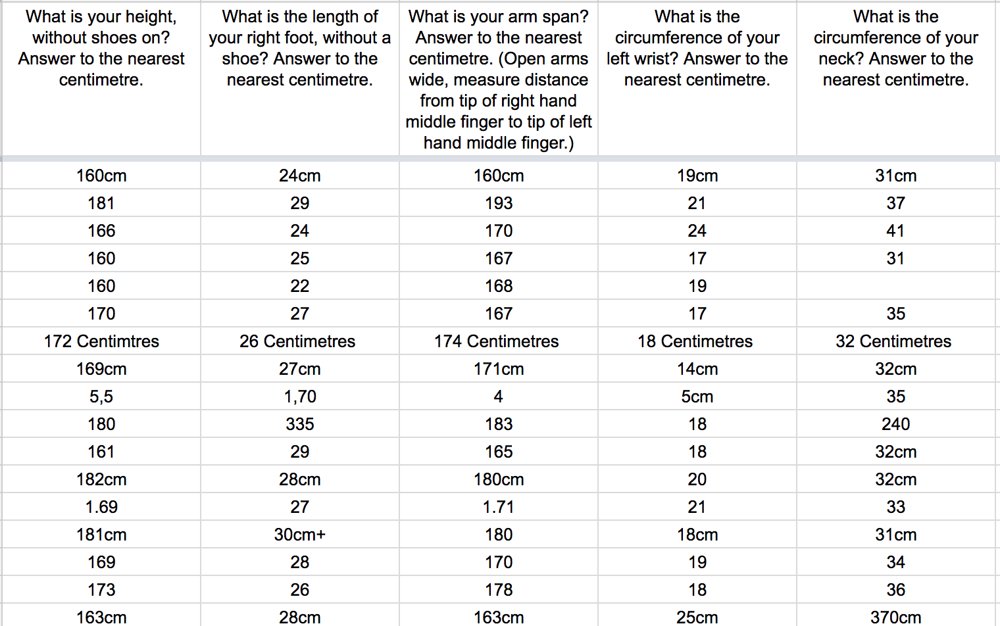 What is your height, without shoes on? Answer to the nearest centimetre. What is the length of your right foot, without a shoe? Answer to the nearest centimetre. What is your arm span? Answer to the nearest centimetre. (Open arms wide, measure distance from tip of right hand middle finger to tip of left hand middle finger.) What is the circumference of your left wrist? Answer to the nearest centimetre. What is the circumference of your neck? Answer to the nearest centimetre.
160cm 24cm 160cm 19cm 31cm
181 29 193 21 37
166 24 170 24 41
160 25 167 17 31
160 22 168 19
170 27 167 17 35
172 Centimtres 26 Centimetres 174 Centimetres 18 Centimetres 32 Centimetres
169cm 27cm 171cm 14cm 32cm
5,5 1,70 4 5cm 35
180 335 183 18 240
161 29 165 18 32cm
182cm 28cm 180cm 20 32cm
1.69 27 1.71 21 33
181cm 30cm+ 180 18cm 31cm
169 28 170 19 34
173 26 178 18 36
163cm 28cm 163cm 25cm 370cm